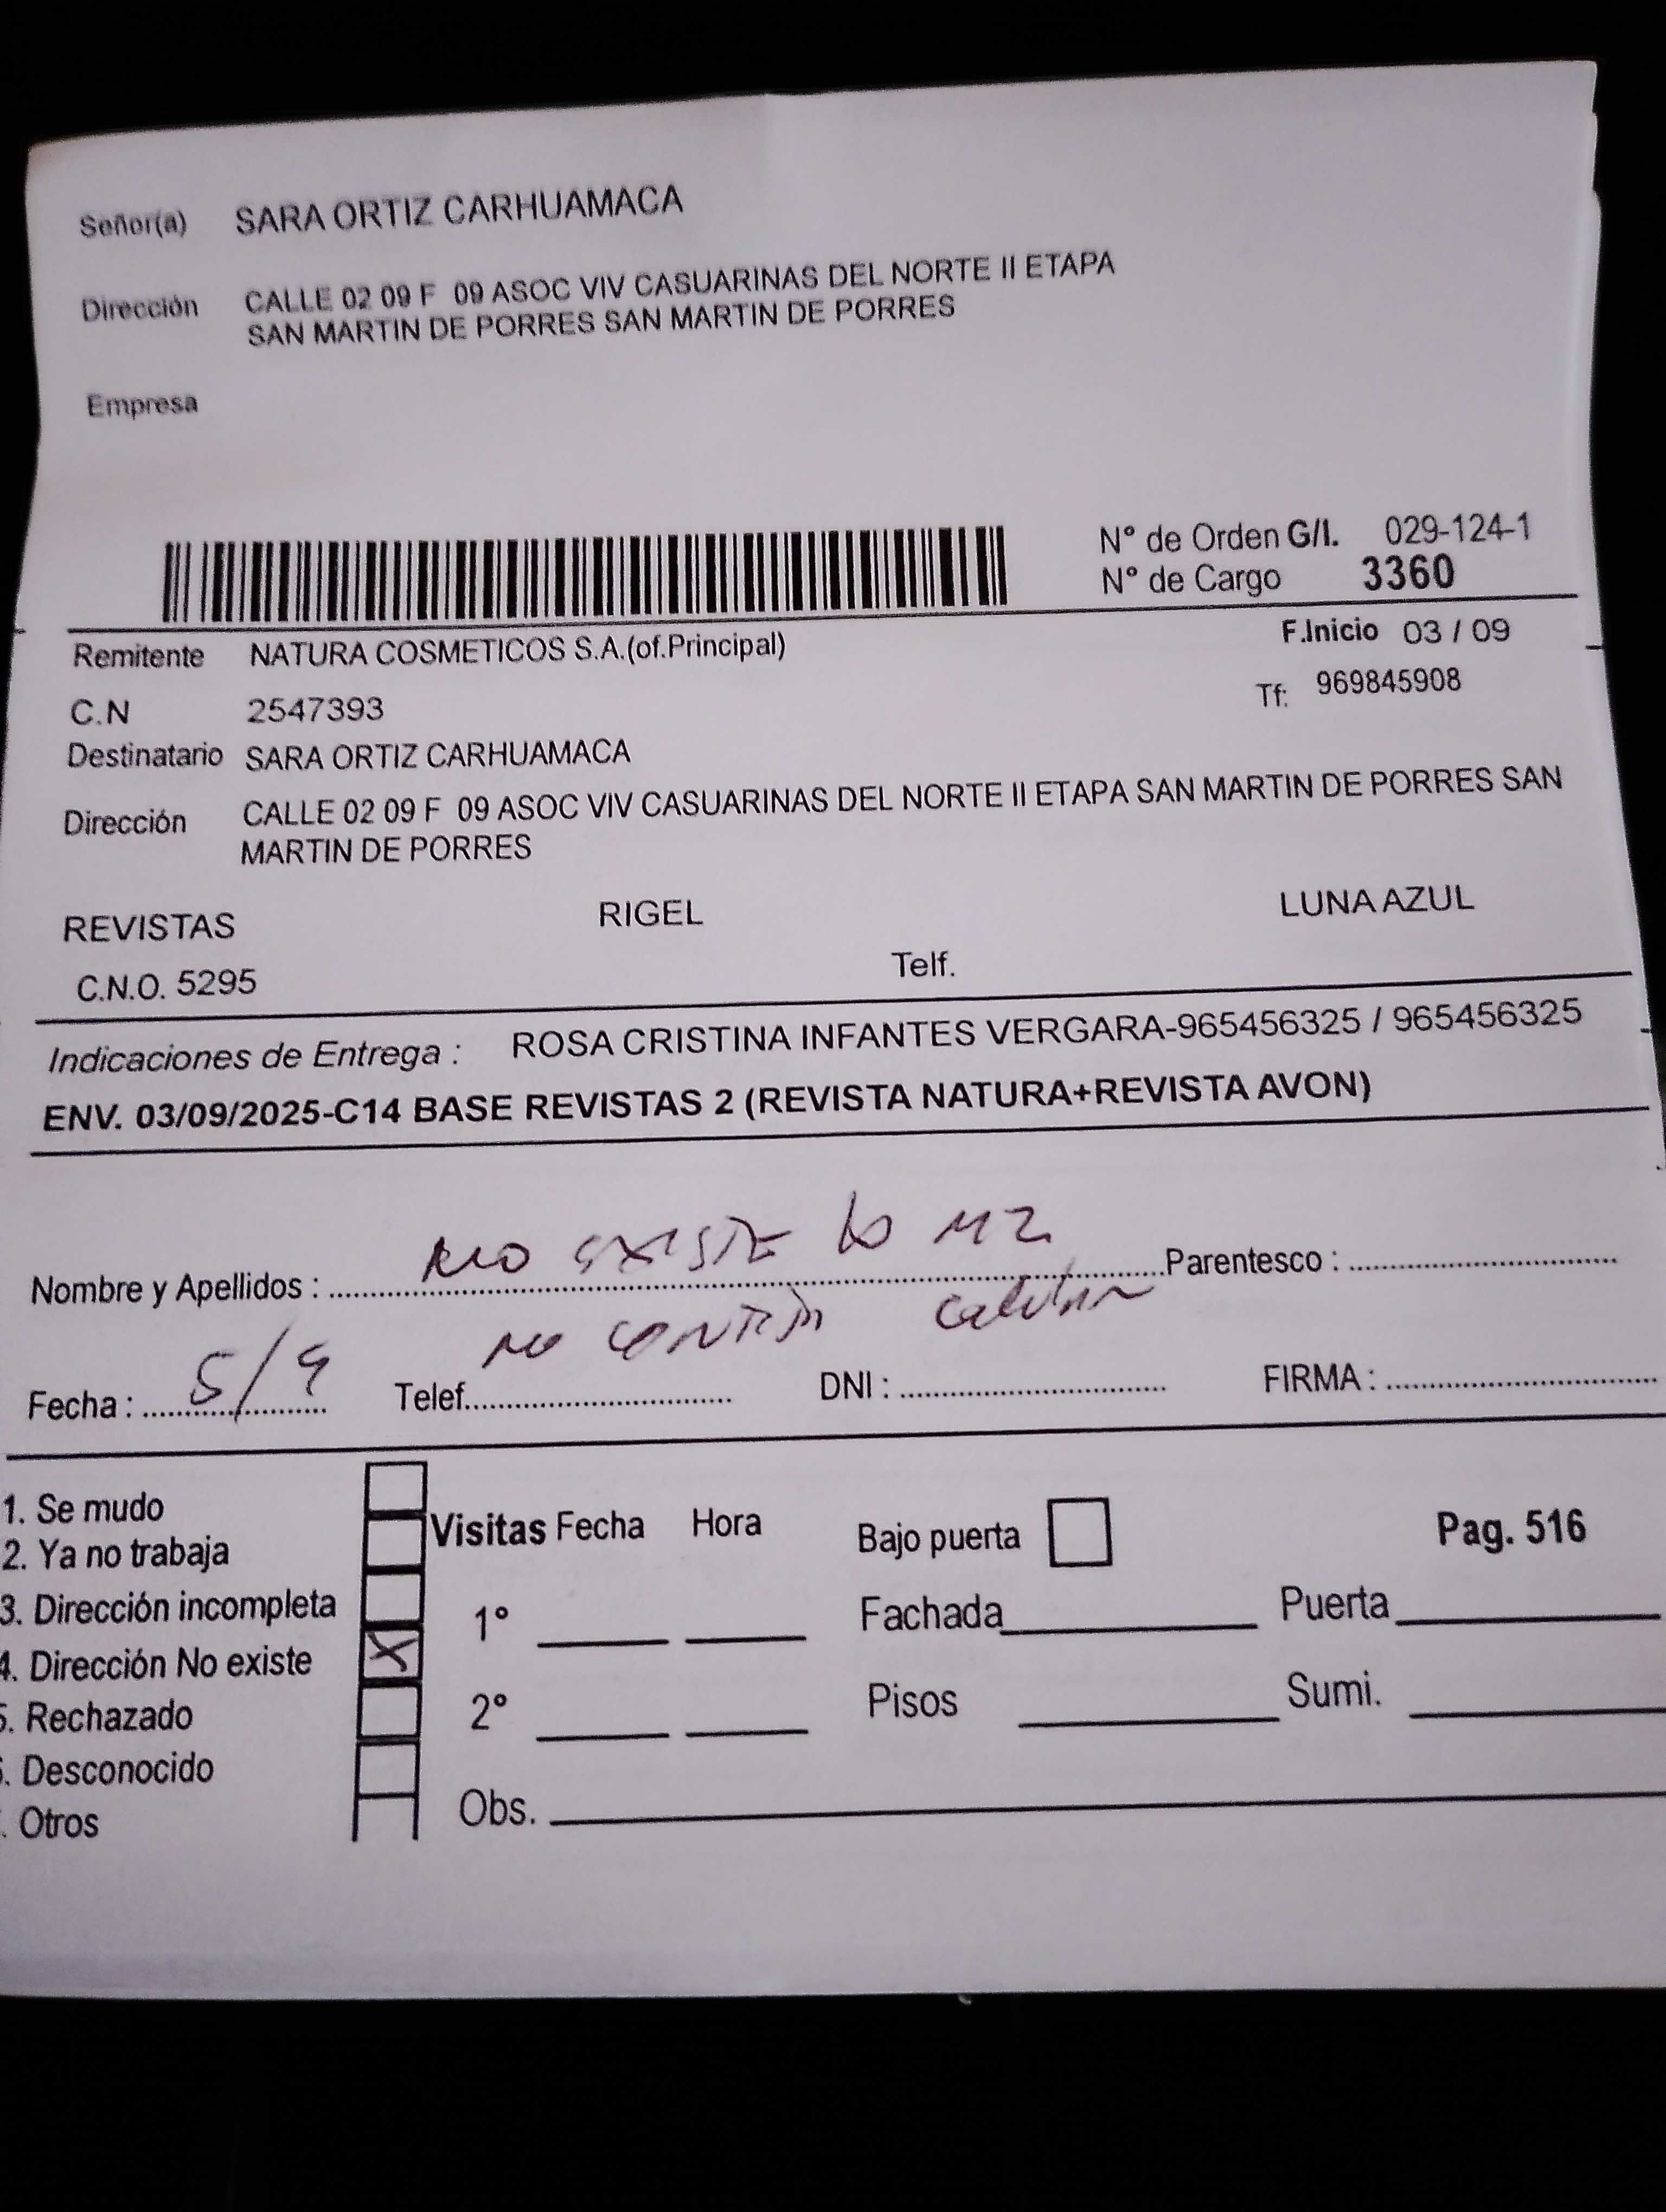 Señor(a) SARA ORTIZ CARHUAMACA
Dirección CALLE 02 09 F 09 ASOC VIV CASUARINAS DEL NORTE II ETAPA
SAN MARTIN DE PORRES SAN MARTIN DE PORRES
Empresa
N° de Orden G/I. 029-124-1
N° de Cargo 3360
Remitente NATURA COSMETICOS S.A.(of.Principal) F.Inicio 03 / 09
C.N 2547393 Tf: 969845908
Destinatario SARA ORTIZ CARHUAMACA
Dirección CALLE 02 09 F 09 ASOC VIV CASUARINAS DEL NORTE II ETAPA SAN MARTIN DE PORRES SAN
MARTIN DE PORRES
REVISTAS RIGEL LUNA AZUL
C.N.O. 5295 Telf.
Indicaciones de Entrega : ROSA CRISTINA INFANTES VERGARA-965456325 / 965456325
ENV. 03/09/2025-C14 BASE REVISTAS 2 (REVISTA NATURA+REVISTA AVON)
NO EXISTE la MZ
Nombre y Apellidos : Parentesco :
NO CONTESTA celular
Fecha : 5/9 Telef. DNI : FIRMA :
1. Se mudo
2. Ya no trabaja
3. Dirección incompleta
4. Dirección No existe X
5. Rechazado
. Desconocido
. Otros
Visitas Fecha Hora
1°
2°
Obs.
Bajo puerta Pag. 516
Fachada Puerta
Pisos Sumi.